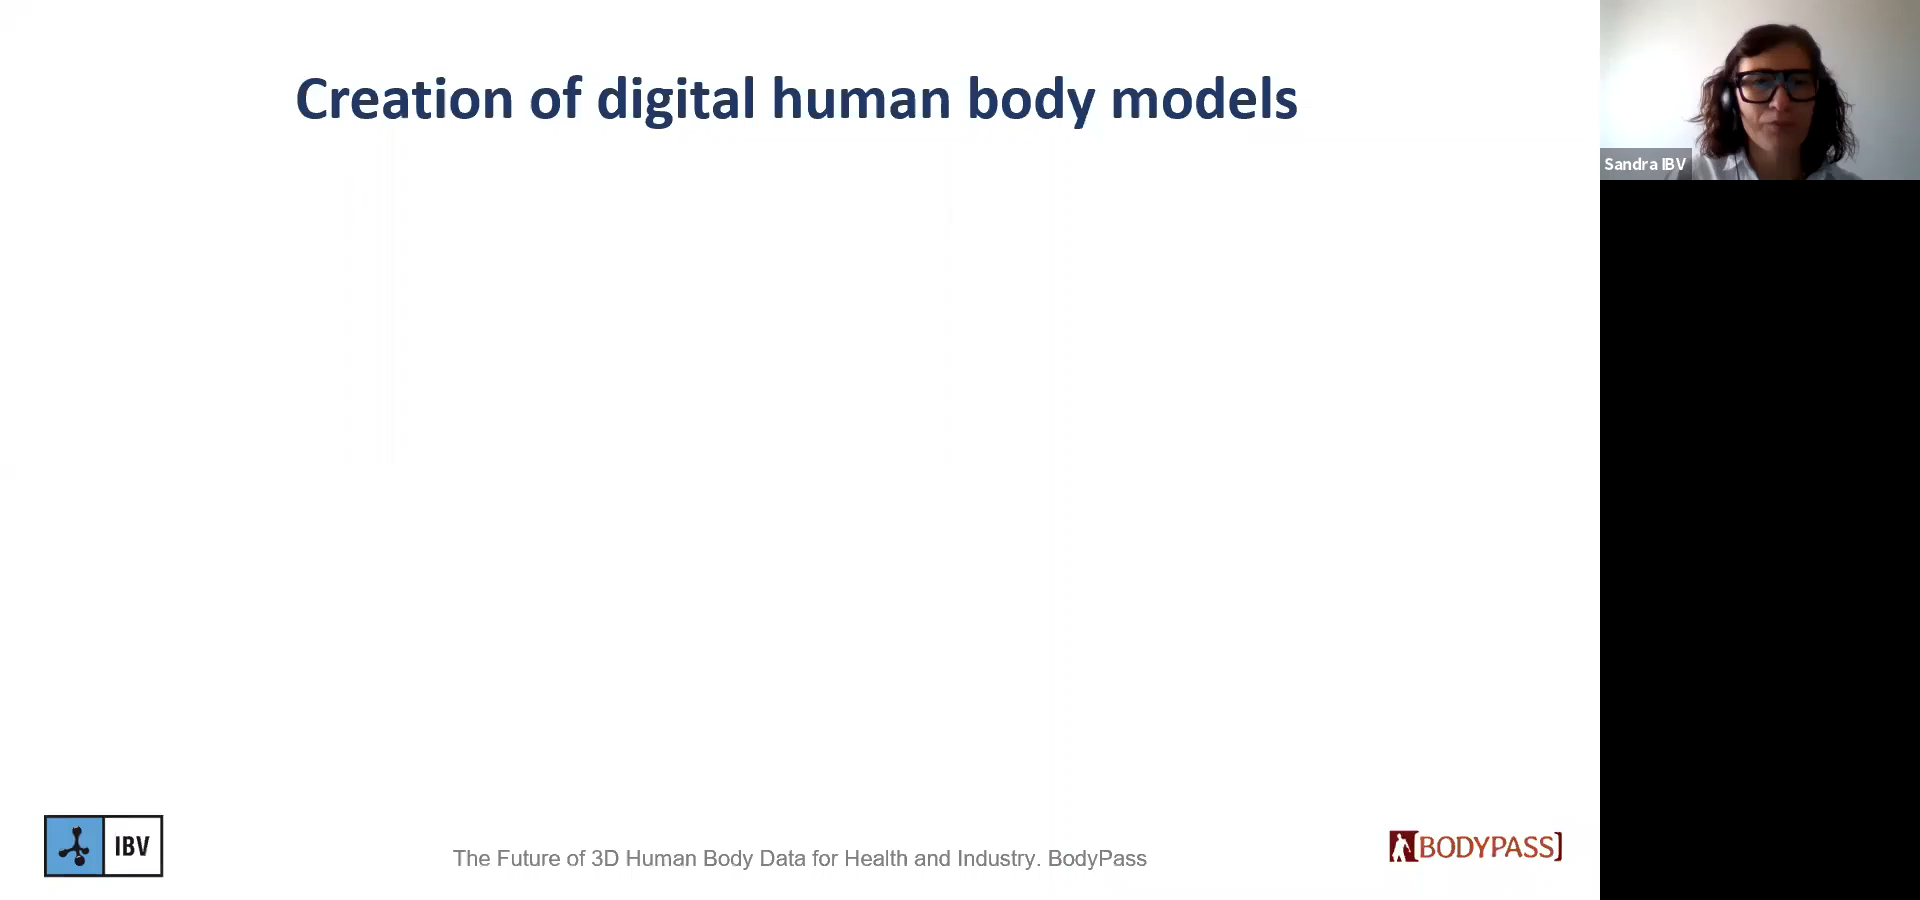 Creation of digital human body models
Sandra IBV
IBV
The Future of 3D Human Body Data for Health and Industry. BodyPass
[BODYPASS]